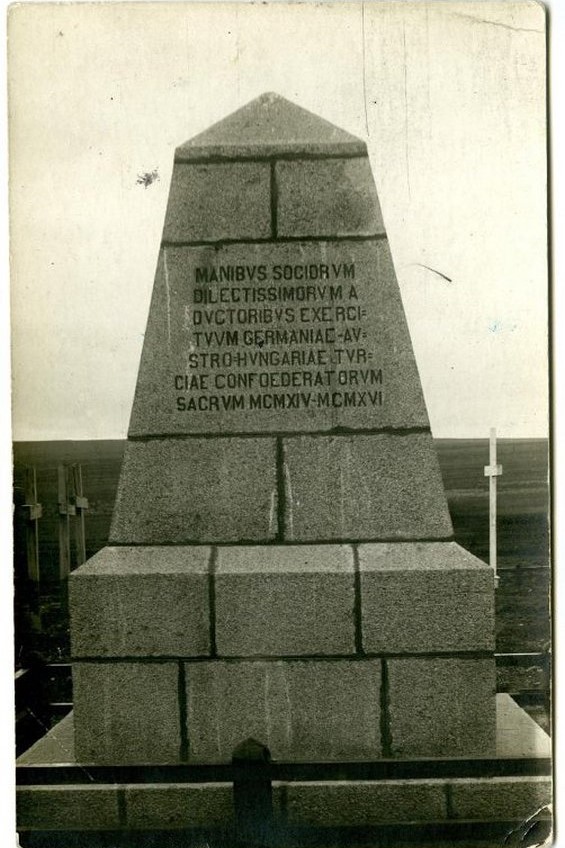 MANIBVS SOCIORVM
DILECTISSIMORVM A
DVCTORIBVS EXERCI=
TVVM GERMANIAE-AV=
STRO-HVNGARIAE TVR=
CIAE CONFOEDERATORVM
SACRVM MCMXIV-MCMXVI